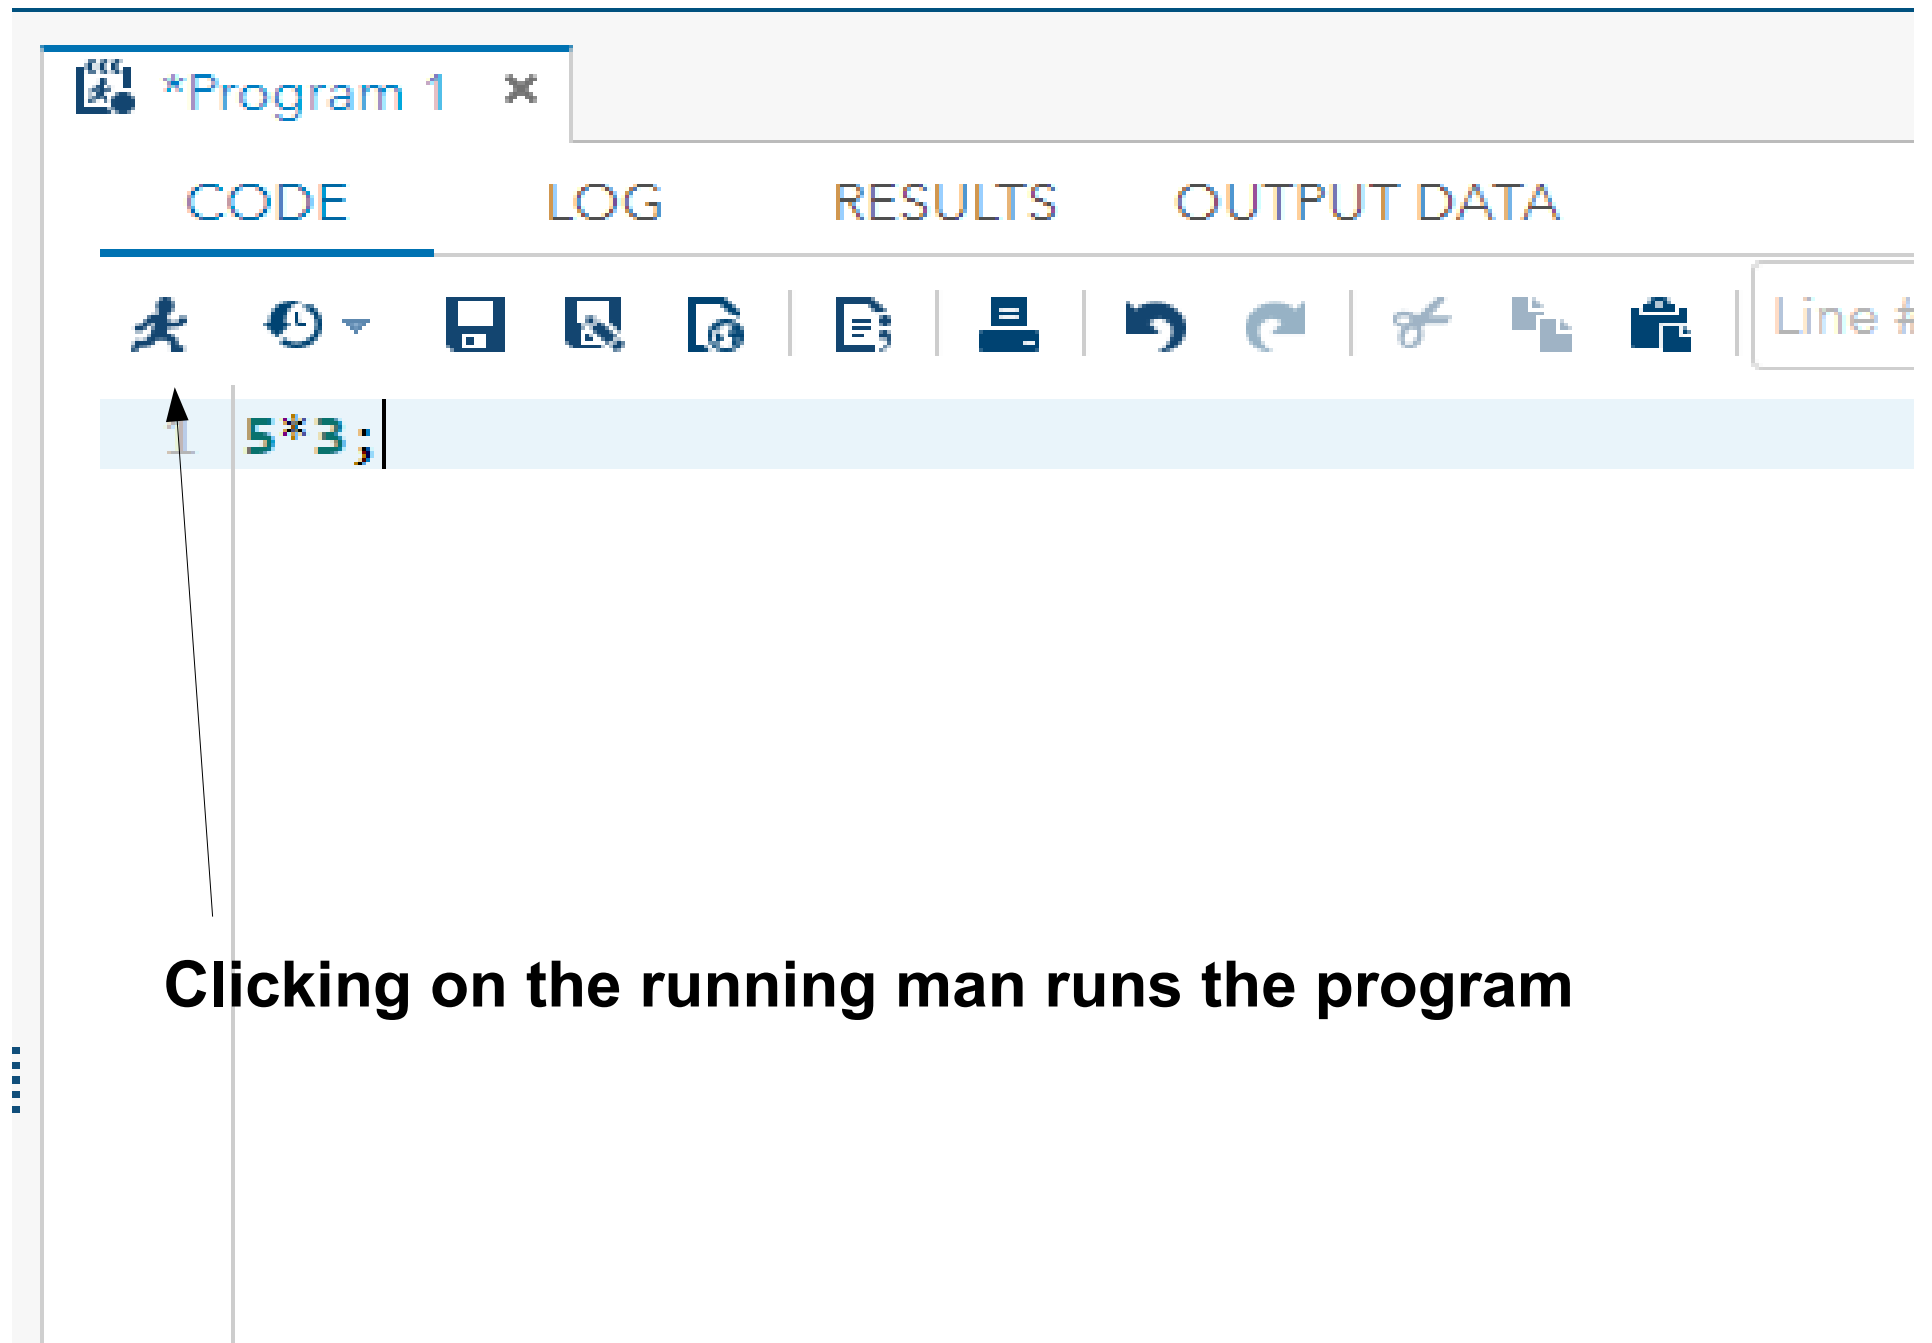 *Program 1
CODE LOG RESULTS OUTPUT DATA
Line #
1 5*3;
Clicking on the running man runs the program